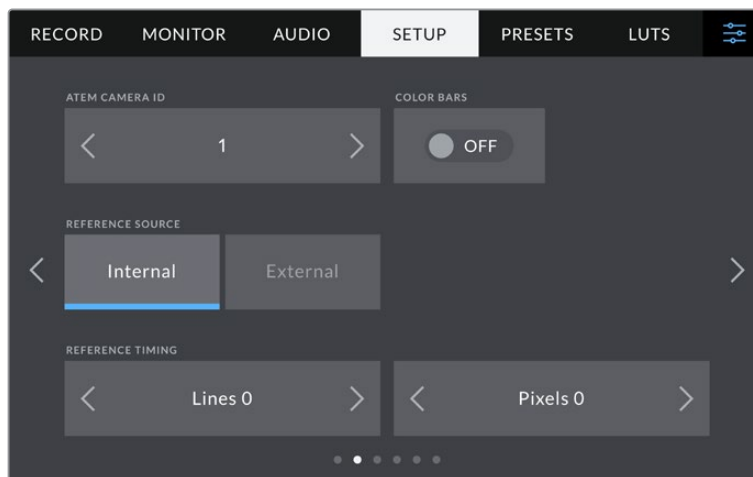 RECORD MONITOR AUDIO SETUP PRESETS LUTS
ATEM CAMERA ID COLOR BARS
1 OFF
REFERENCE SOURCE
Internal External
REFERENCE TIMING
Lines 0 Pixels 0